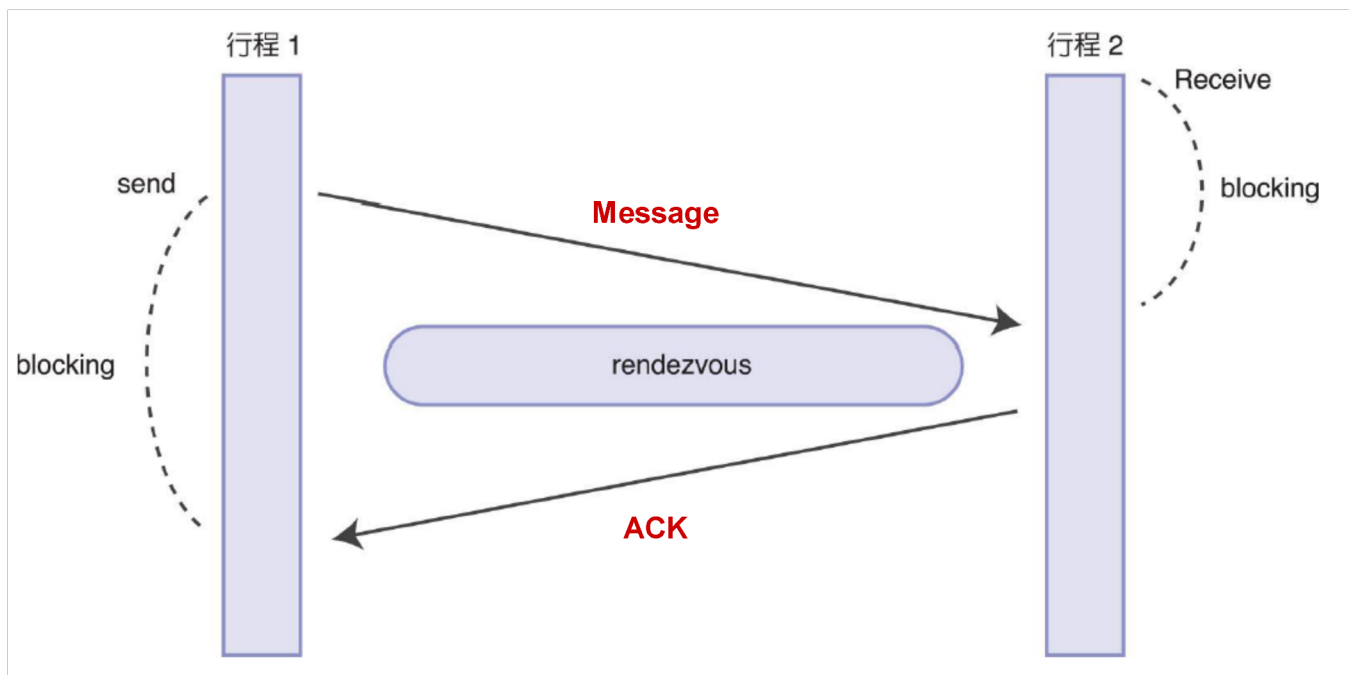 行程 1
行程 2
Receive
send
blocking
Message
blocking
rendezvous
ACK